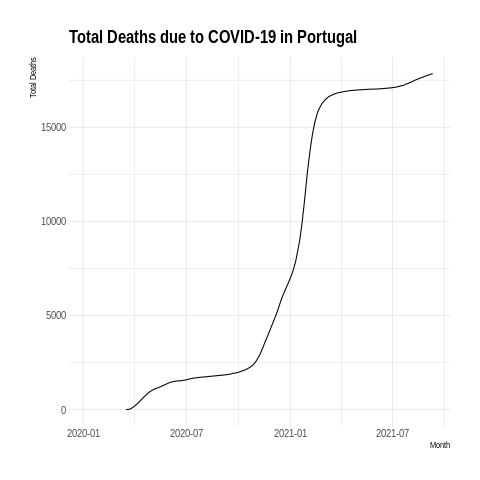 Total Deaths due to COVID-19 in Portugal
Total Deaths
15000
10000
5000
0
2020-01 2020-07 2021-01 2021-07
Month